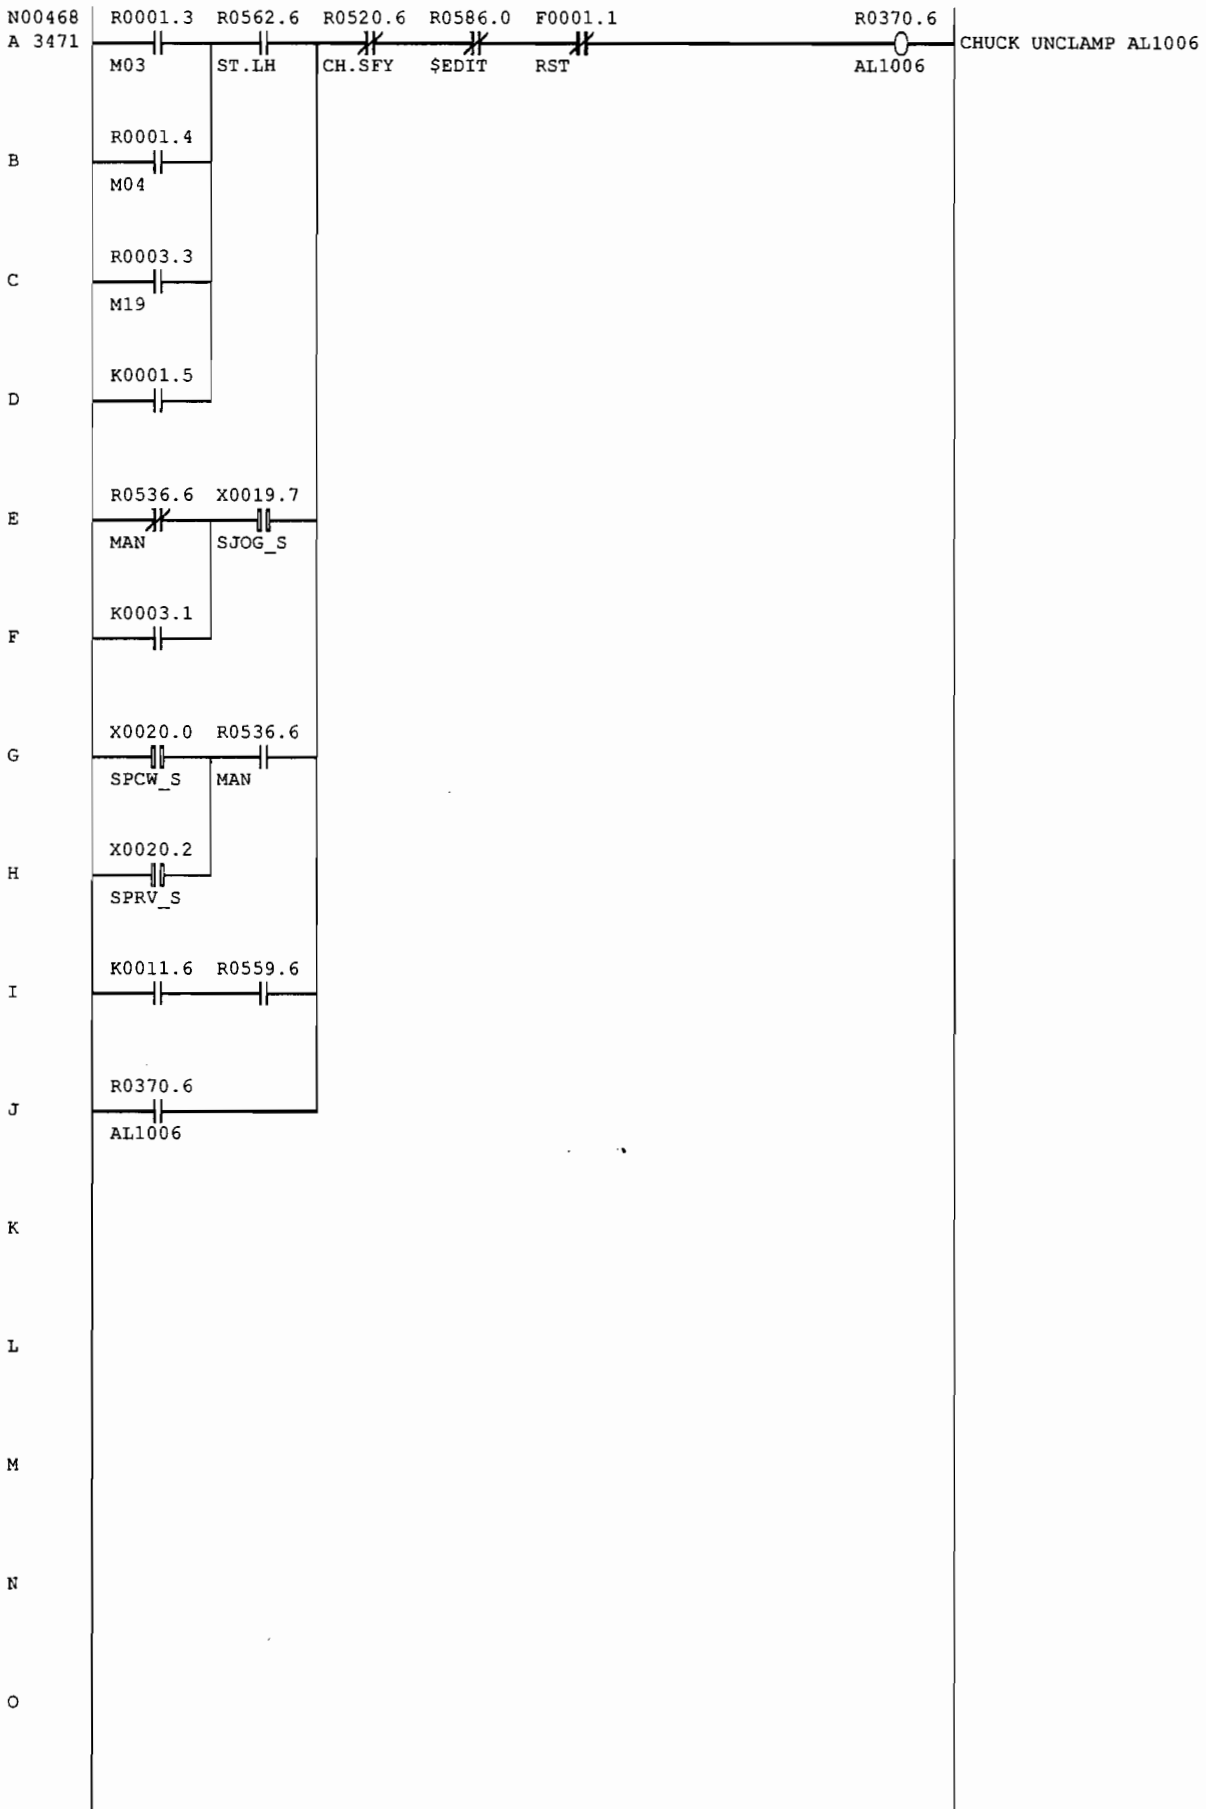 N00468 R0001.3 R0562.6 R0520.6 R0586.0 F0001.1 R0370.6
A 3471 CHUCK UNCLAMP AL1006
M03 ST.LH CH.SFY $EDIT RST AL1006
R0001.4
B
M04
R0003.3
C
M19
K0001.5
D
R0536.6 X0019.7
E
MAN SJOG_S
K0003.1
F
X0020.0 R0536.6
G
SPCW_S MAN
X0020.2
H
SPRV_S
K0011.6 R0559.6
I
R0370.6
J
AL1006
K
L
M
N
O